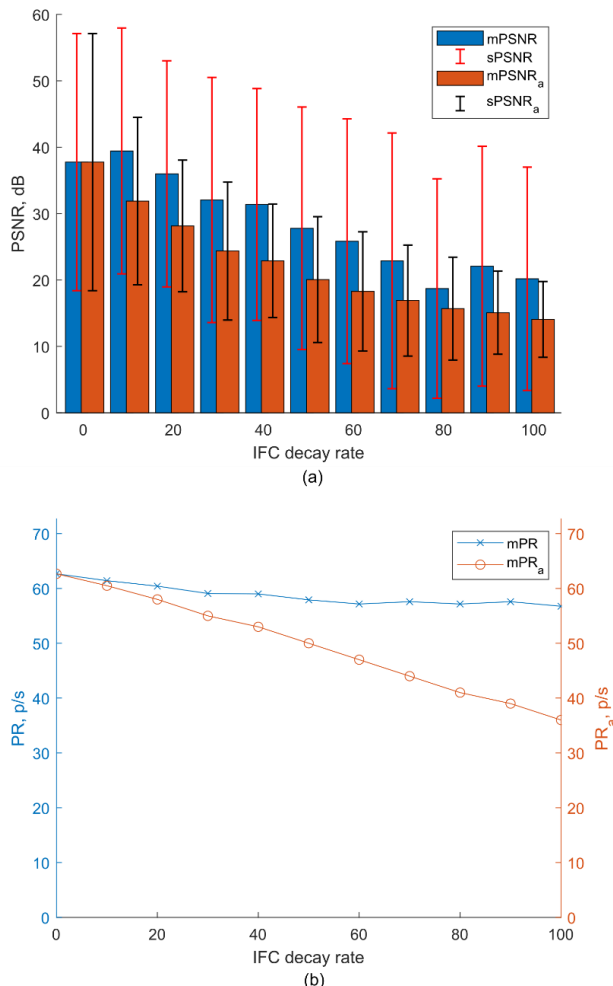 60
50
40
30
20
10
0
PSNR, dB
mPSNR
sPSNR
mPSNRₐ
sPSNRₐ
0 20 40 60 80 100
IFC decay rate
(a)
70 70
60 60
50 50
40 40
30 30
20 20
10 10
0 0
PR, p/s
PRₐ, p/s
mPR
mPRₐ
0 20 40 60 80 100
IFC decay rate
(b)